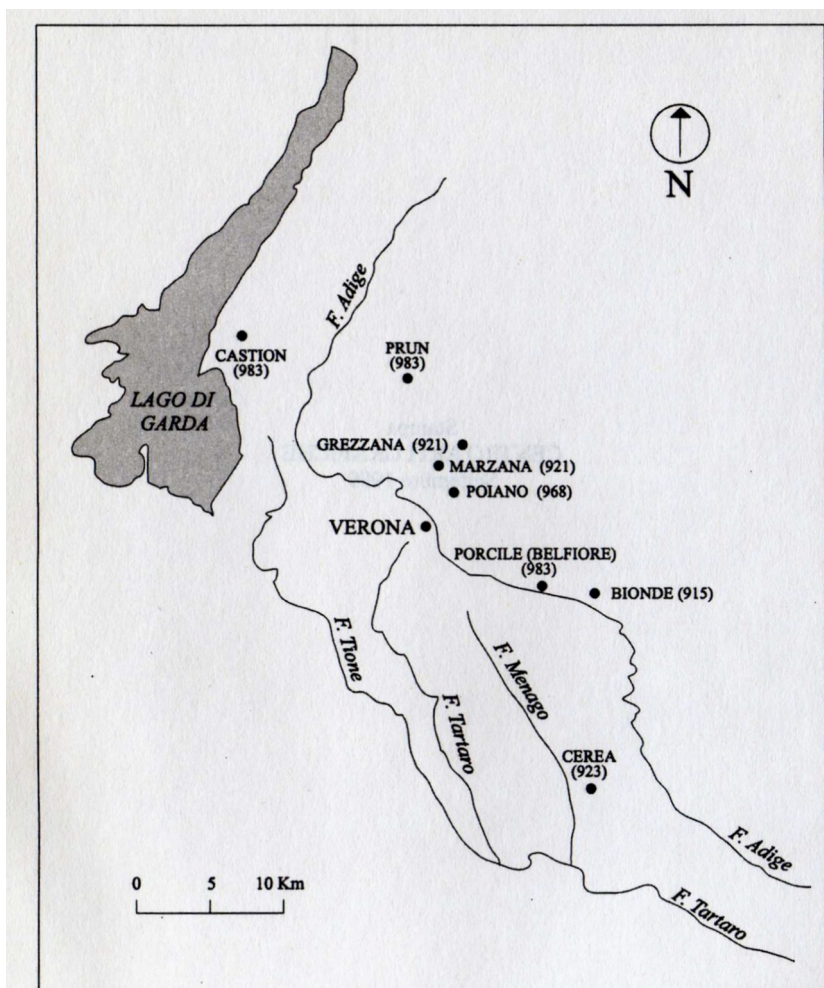 N
F. Adige
CASTION
(983)
PRUN
(983)
LAGO DI
GARDA
GREZZANA (921)
MARZANA (921)
POIANO (968)
VERONA
PORCILE (BELFIORE)
(983)
BIONDE (915)
F. Tione
F. Menago
F. Tartaro
CEREA
(923)
F. Adige
0 5 10 Km
F. Tartaro